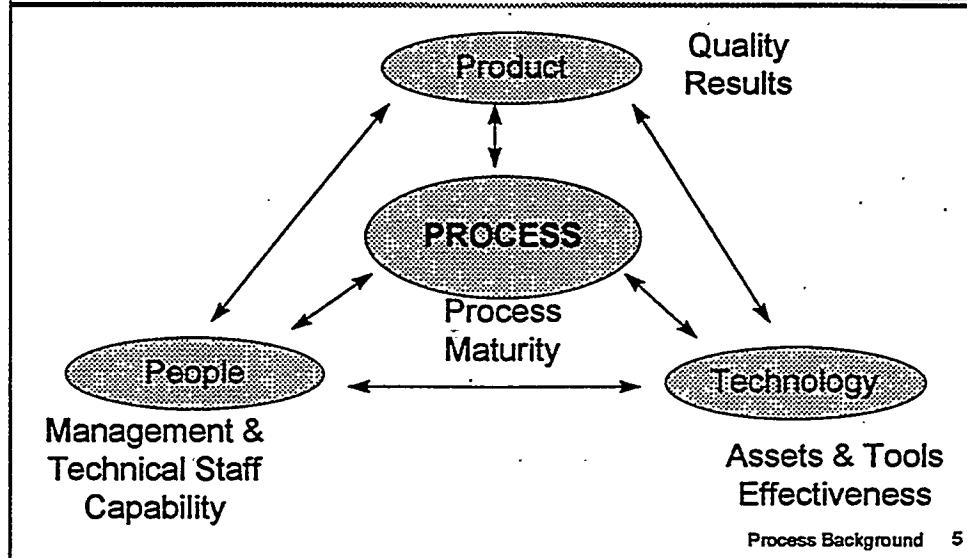 Product
Quality
Results
PROCESS
Process
Maturity
People
Management &
Technical Staff
Capability
Technology
Assets & Tools
Effectiveness
Process Background 5